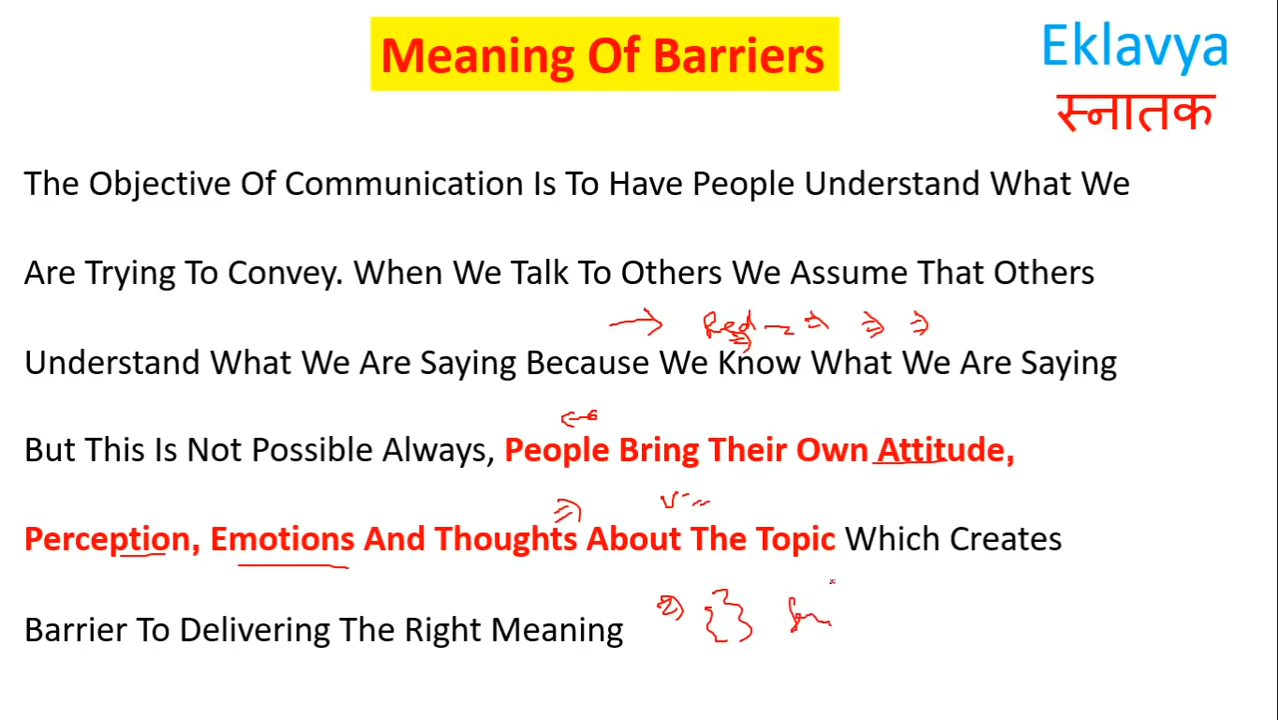 Meaning Of Barriers
Eklavya
स्नातक
The Objective Of Communication Is To Have People Understand What We
Are Trying To Convey. When We Talk To Others We Assume That Others
Red
Understand What We Are Saying Because We Know What We Are Saying
But This Is Not Possible Always, People Bring Their Own Attitude,
Perception, Emotions And Thoughts About The Topic Which Creates
Barrier To Delivering The Right Meaning